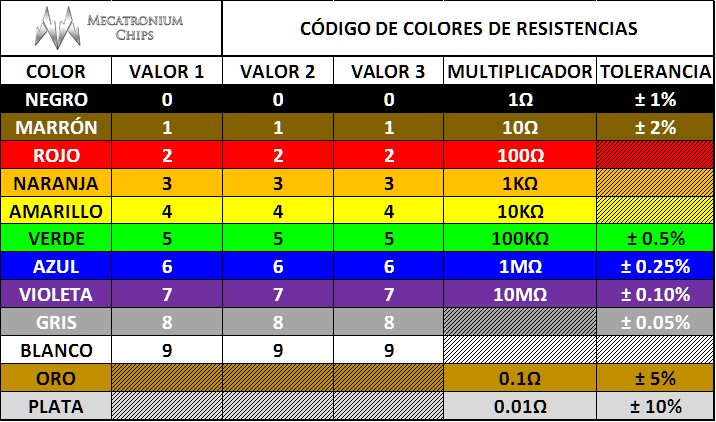 MECATRONIUM CHIPS
CÓDIGO DE COLORES DE RESISTENCIAS
COLOR VALOR 1 VALOR 2 VALOR 3 MULTIPLICADOR TOLERANCIA
NEGRO 0 0 0 1Ω ± 1%
MARRÓN 1 1 1 10Ω ± 2%
ROJO 2 2 2 100Ω
NARANJA 3 3 3 1KΩ
AMARILLO 4 4 4 10KΩ
VERDE 5 5 5 100KΩ ± 0.5%
AZUL 6 6 6 1MΩ ± 0.25%
VIOLETA 7 7 7 10MΩ ± 0.10%
GRIS 8 8 8 ± 0.05%
BLANCO 9 9 9
ORO 0.1Ω ± 5%
PLATA 0.01Ω ± 10%